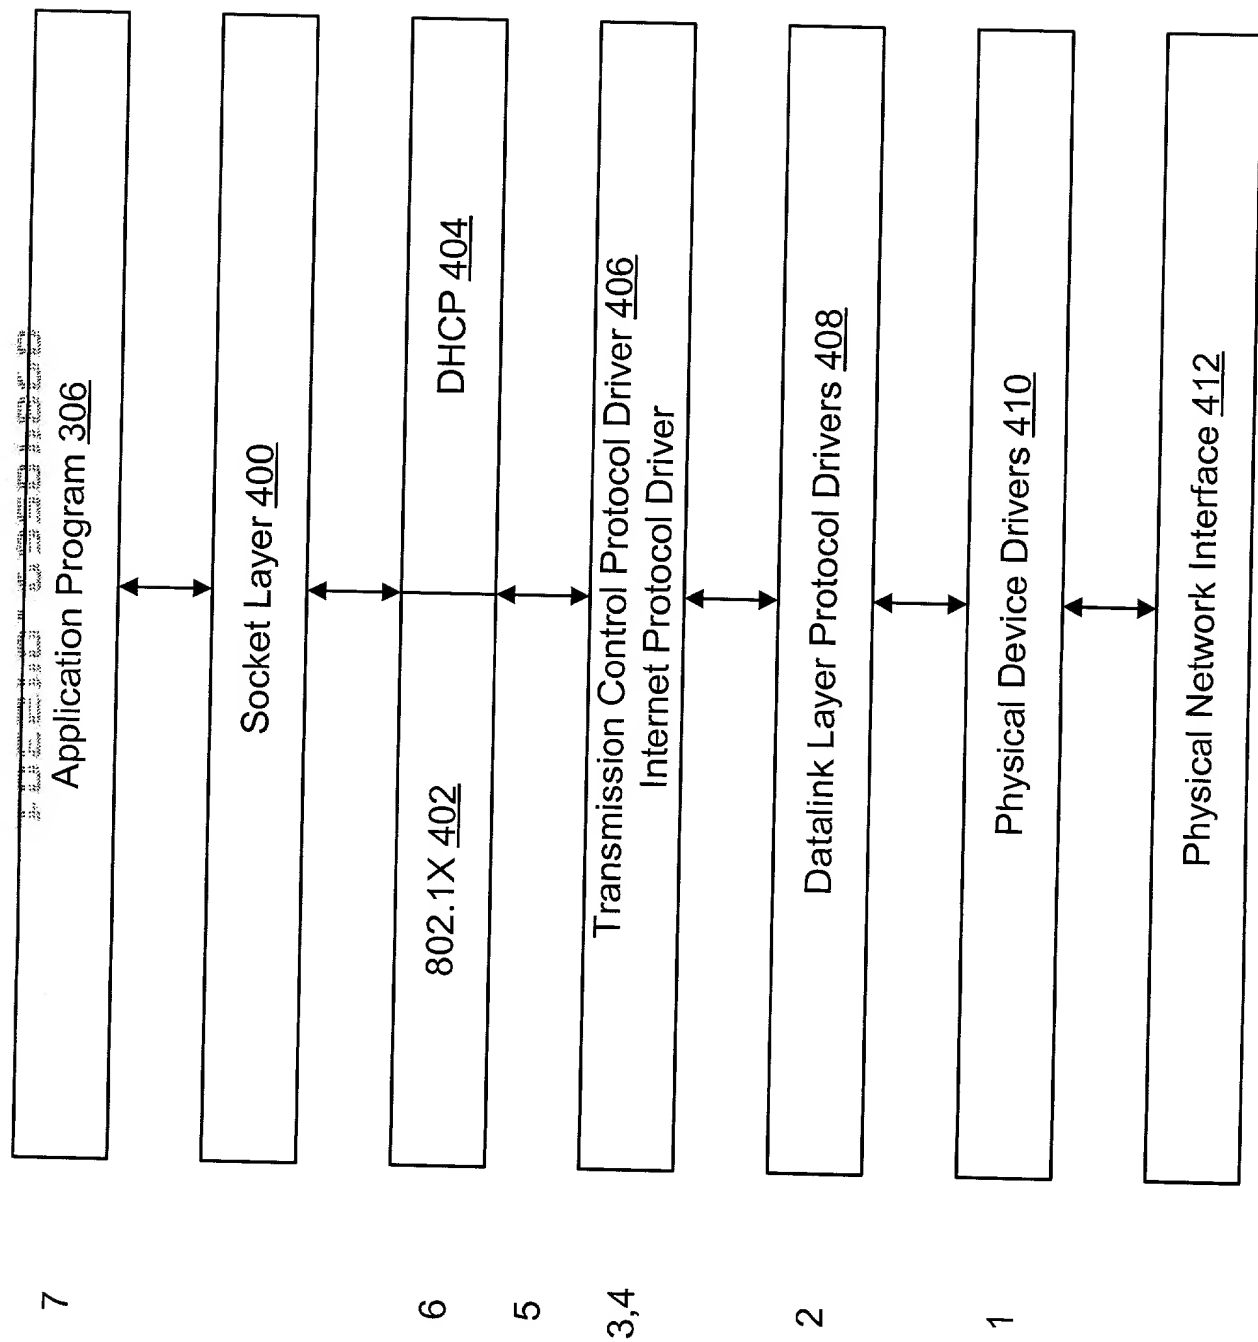 7
Application Program 306
Socket Layer 400
6
802.1X 402
DHCP 404
5
3,4
Transmission Control Protocol Driver 406
Internet Protocol Driver
2
Datalink Layer Protocol Drivers 408
1
Physical Device Drivers 410
Physical Network Interface 412